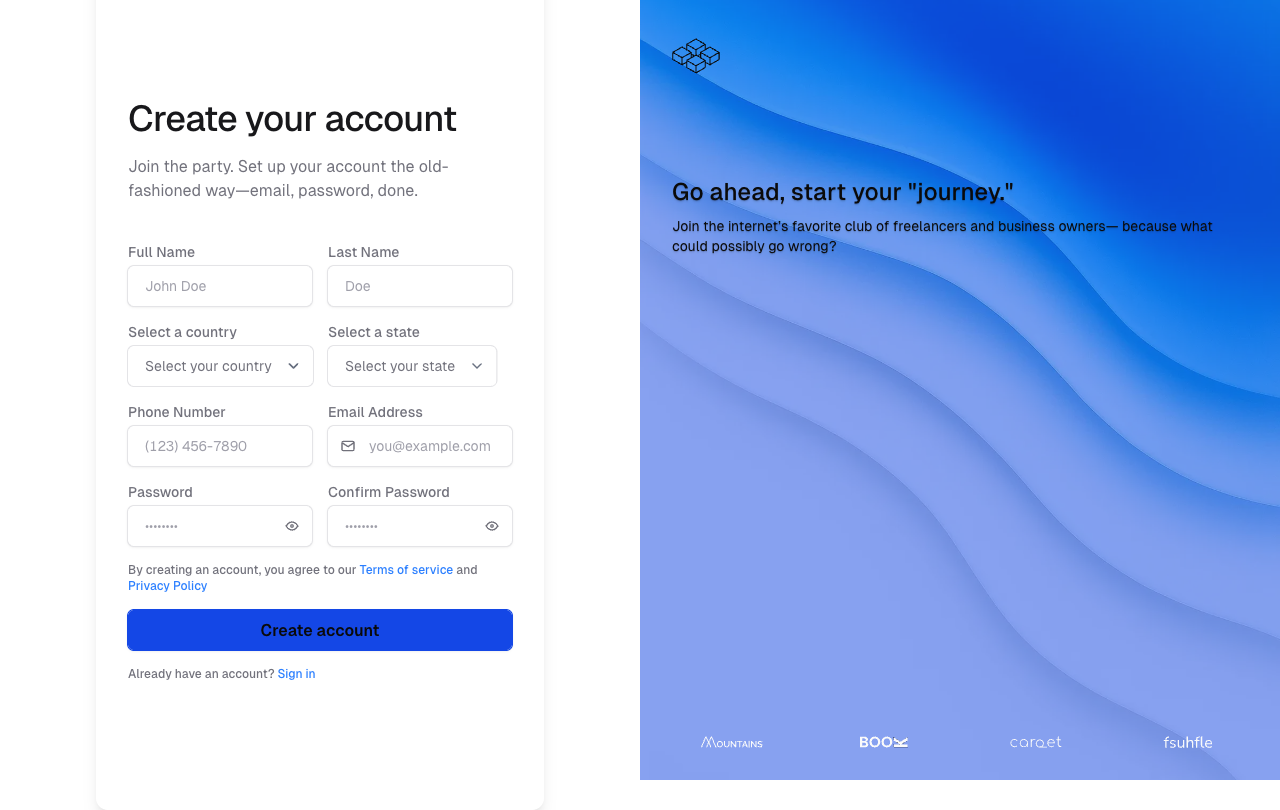 Create your account
Join the party. Set up your account the old-
fashioned way—email, password, done.
Full Name
Last Name
John Doe
Doe
Select a country
Select a state
Select your country
Select your state
Phone Number
Email Address
(123) 456-7890
you@example.com
Password
Confirm Password
••••••••
••••••••
By creating an account, you agree to our Terms of service and
Privacy Policy
Create account
Already have an account? Sign in
Go ahead, start your "journey."
Join the internet's favorite club of freelancers and business owners— because what
could possibly go wrong?
MOUNTAINS
fsuhfle